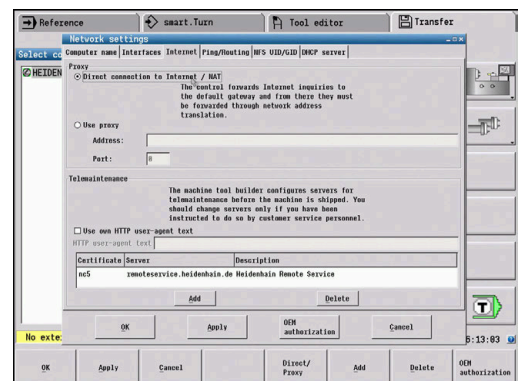 Reference
smart.Turn
Tool editor
Transfer
Network settings
Select co
Computer name Interfaces Internet Ping/Routing NFS UID/GID DHCP server
HEIDEN
Proxy
Direct connection to Internet / NAT
The control forwards Internet inquiries to
the default gateway and from there they must
be forwarded through network address
translation.
Use proxy
Address:
Port:
Telemaintenance
The machine tool builder configures servers for
telemaintenance before the machine is shipped. You
should change servers only if you have been
instructed to do so by customer service personnel.
Use own HTTP user-agent text
HTTP user-agent text
Certificate Server Description
nc5 remoteservice.heidenhain.de Heidenhain Remote Service
Add Delete
OK Apply OEM authorization Cancel
No exte
5:13:03
OK Apply Cancel Direct/ Proxy Add Delete OEM authorization
T